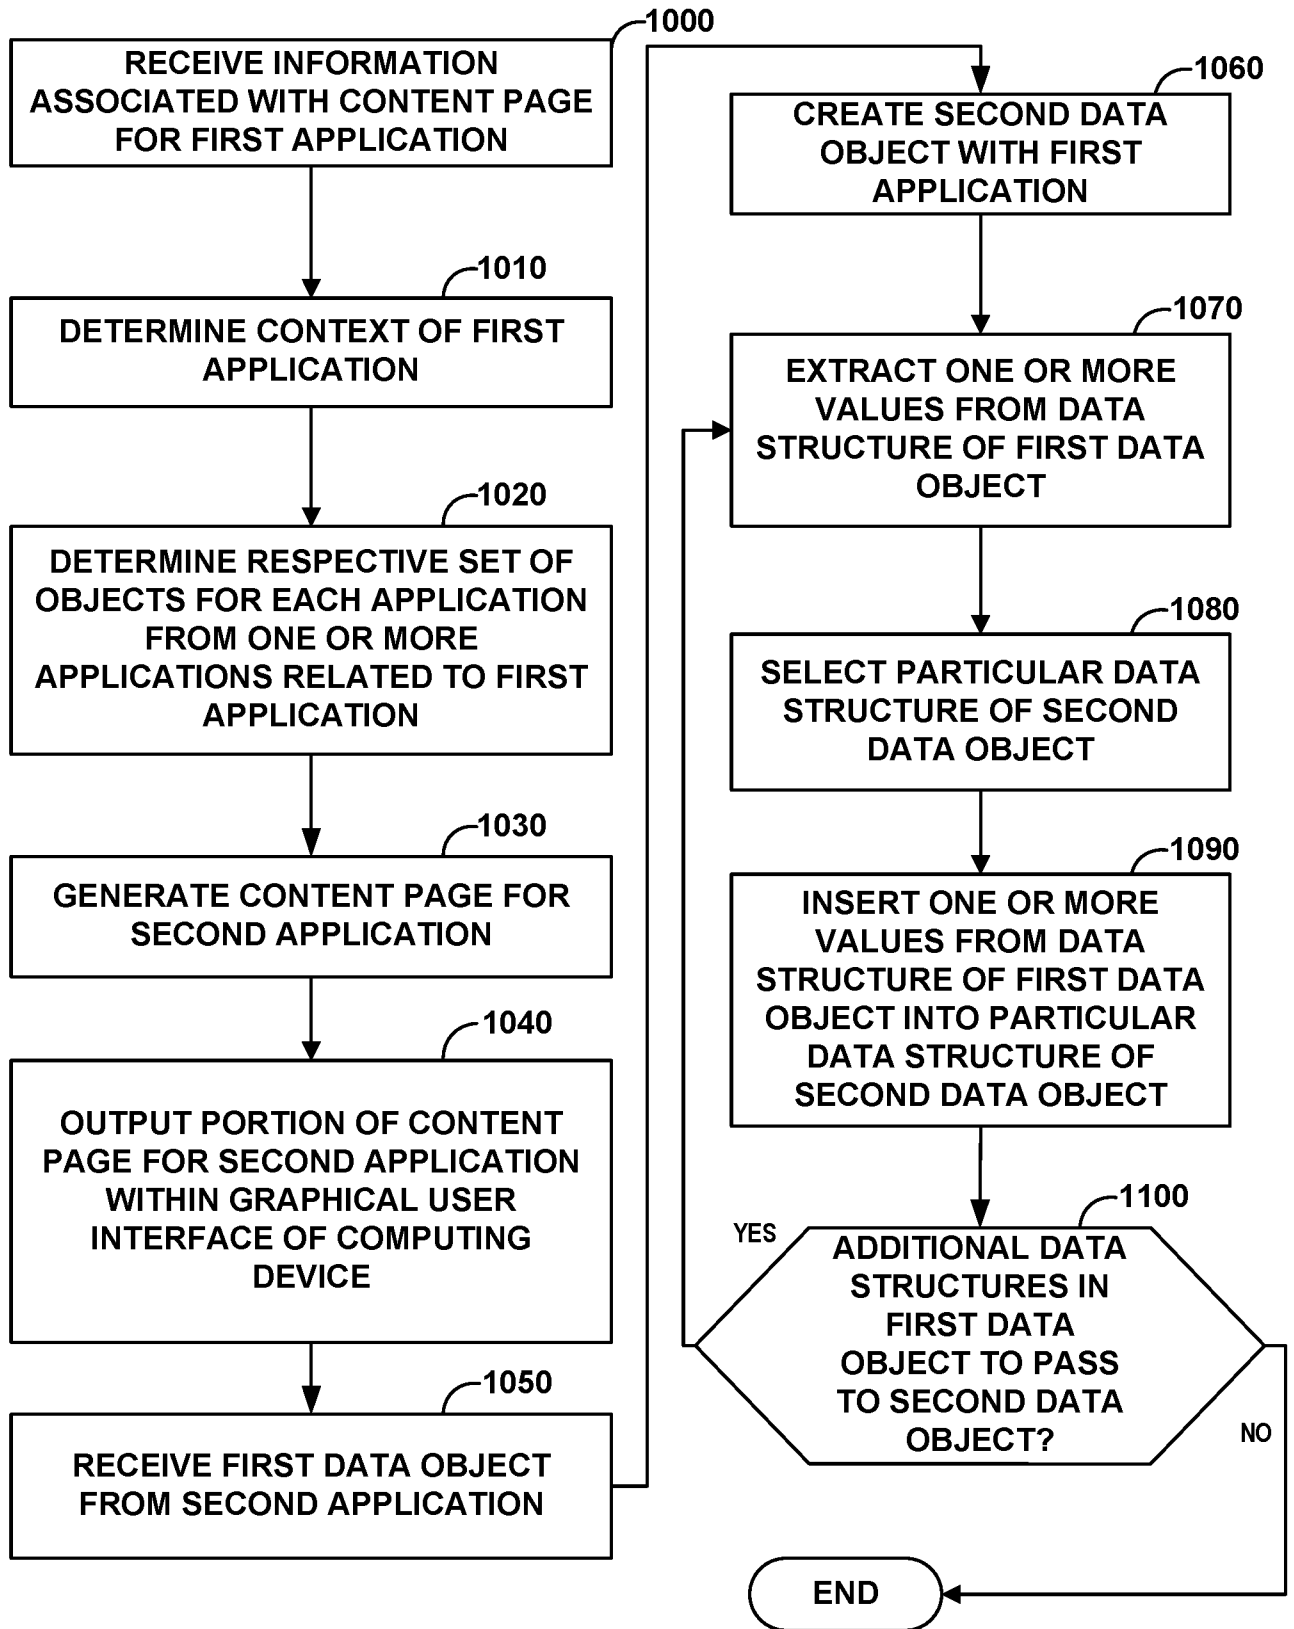 1000
RECEIVE INFORMATION
ASSOCIATED WITH CONTENT PAGE
FOR FIRST APPLICATION
1010
DETERMINE CONTEXT OF FIRST
APPLICATION
1020
DETERMINE RESPECTIVE SET OF
OBJECTS FOR EACH APPLICATION
FROM ONE OR MORE
APPLICATIONS RELATED TO FIRST
APPLICATION
1030
GENERATE CONTENT PAGE FOR
SECOND APPLICATION
1040
OUTPUT PORTION OF CONTENT
PAGE FOR SECOND APPLICATION
WITHIN GRAPHICAL USER
INTERFACE OF COMPUTING
DEVICE
1050
RECEIVE FIRST DATA OBJECT
FROM SECOND APPLICATION
1060
CREATE SECOND DATA
OBJECT WITH FIRST
APPLICATION
1070
EXTRACT ONE OR MORE
VALUES FROM DATA
STRUCTURE OF FIRST DATA
OBJECT
1080
SELECT PARTICULAR DATA
STRUCTURE OF SECOND
DATA OBJECT
1090
INSERT ONE OR MORE
VALUES FROM DATA
STRUCTURE OF FIRST DATA
OBJECT INTO PARTICULAR
DATA STRUCTURE OF
SECOND DATA OBJECT
1100
YES
ADDITIONAL DATA
STRUCTURES IN
FIRST DATA
OBJECT TO PASS
TO SECOND DATA
OBJECT?
NO
END